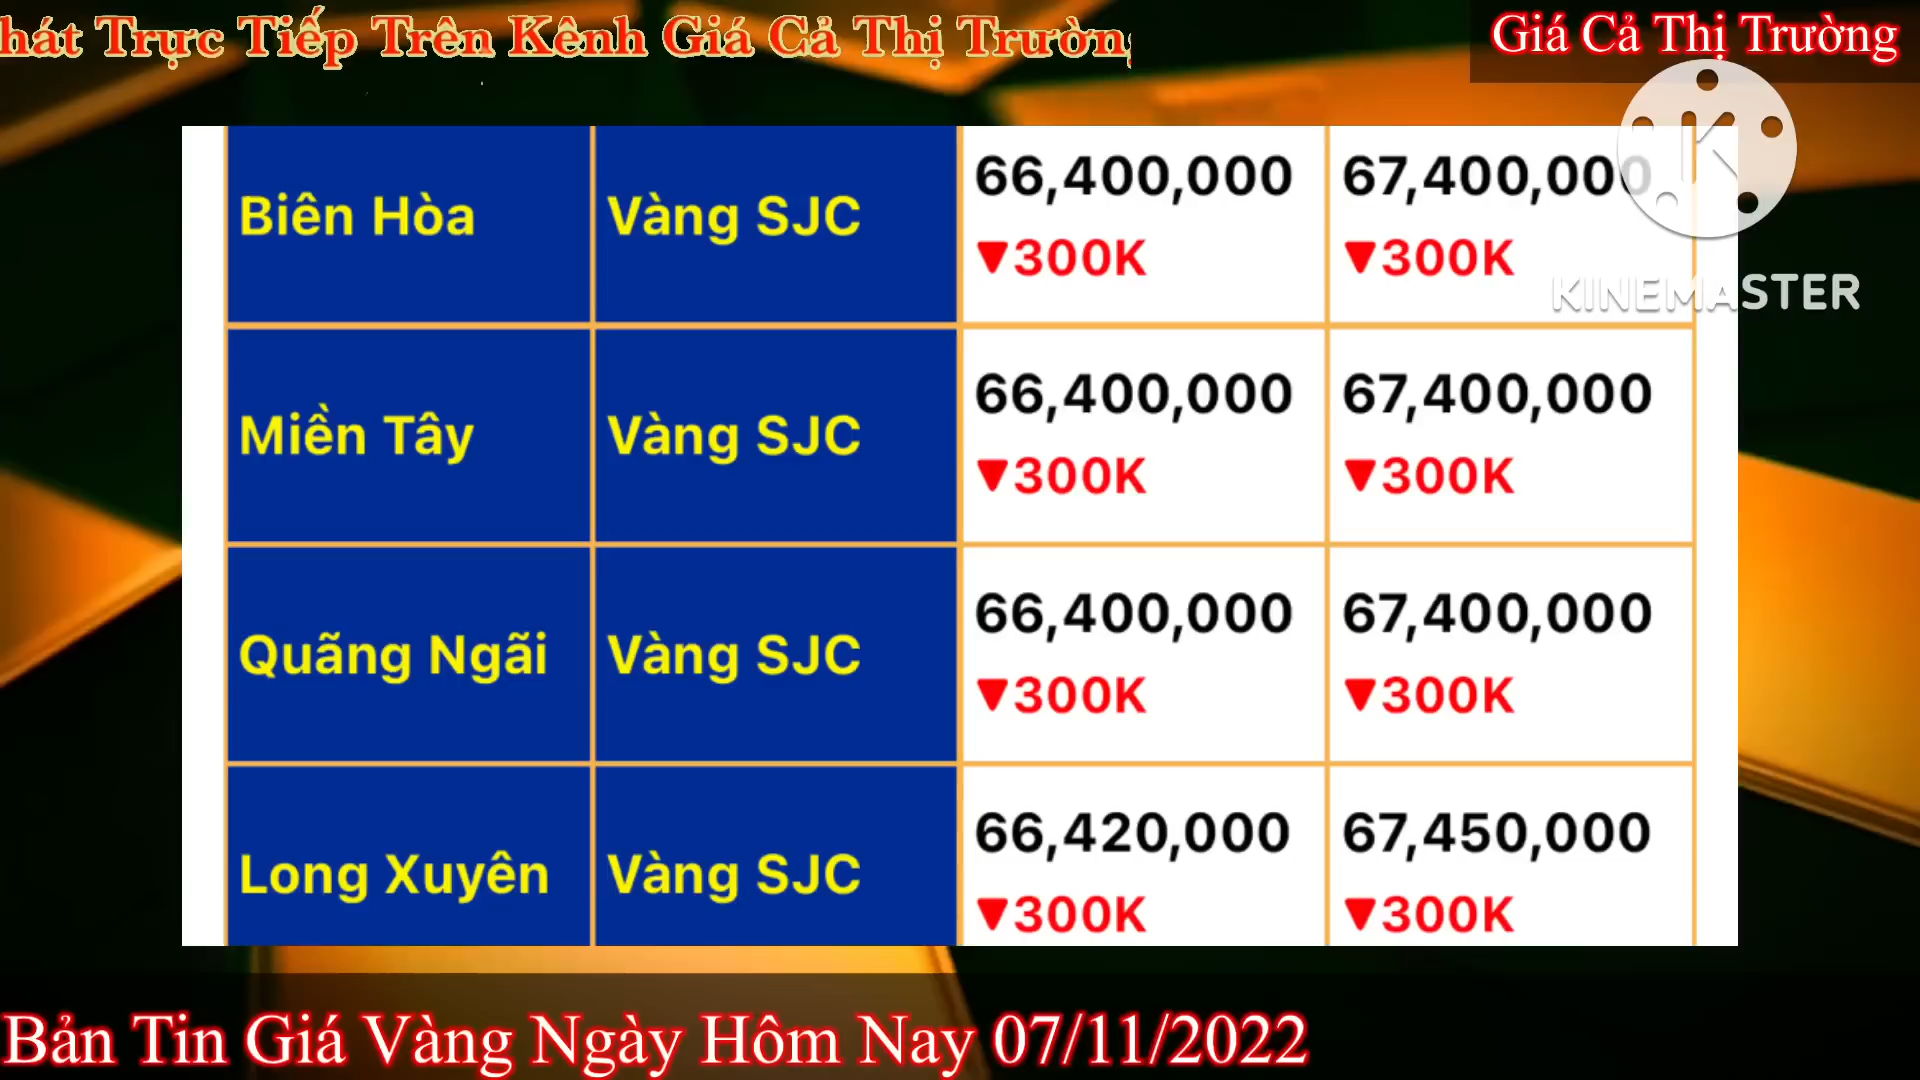 hát Trực Tiếp Trên Kênh Giá Cả Thị Trườn
Giá Cả Thị Trường
KINEMASTER
Biên Hòa Vàng SJC 66,400,000 67,400,000
▼300K ▼300K
Miền Tây Vàng SJC 66,400,000 67,400,000
▼300K ▼300K
Quãng Ngãi Vàng SJC 66,400,000 67,400,000
▼300K ▼300K
Long Xuyên Vàng SJC 66,420,000 67,450,000
▼300K ▼300K
Bản Tin Giá Vàng Ngày Hôm Nay 07/11/2022